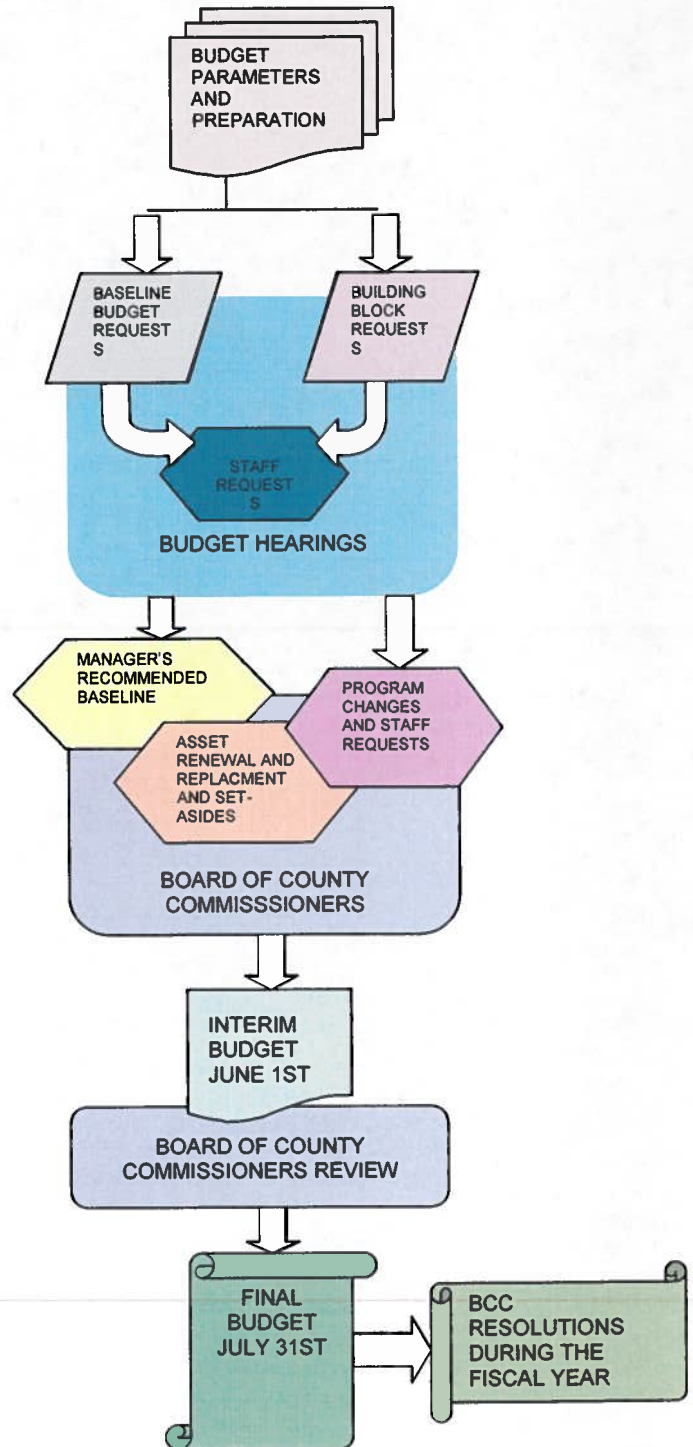 BUDGET
PARAMETERS
AND
PREPARATION
BASELINE
BUDGET
REQUEST
S
BUILDING
BLOCK
REQUEST
S
STAFF
REQUEST
S
BUDGET HEARINGS
MANAGER'S
RECOMMENDED
BASELINE
PROGRAM
CHANGES
AND STAFF
REQUESTS
ASSET
RENEWAL AND
REPLACMENT
AND SET-
ASIDES
BOARD OF COUNTY
COMMISSSIONERS
INTERIM
BUDGET
JUNE 1ST
BOARD OF COUNTY
COMMISSIONERS REVIEW
FINAL
BUDGET
JULY 31ST
BCC
RESOLUTIONS
DURING THE
FISCAL YEAR